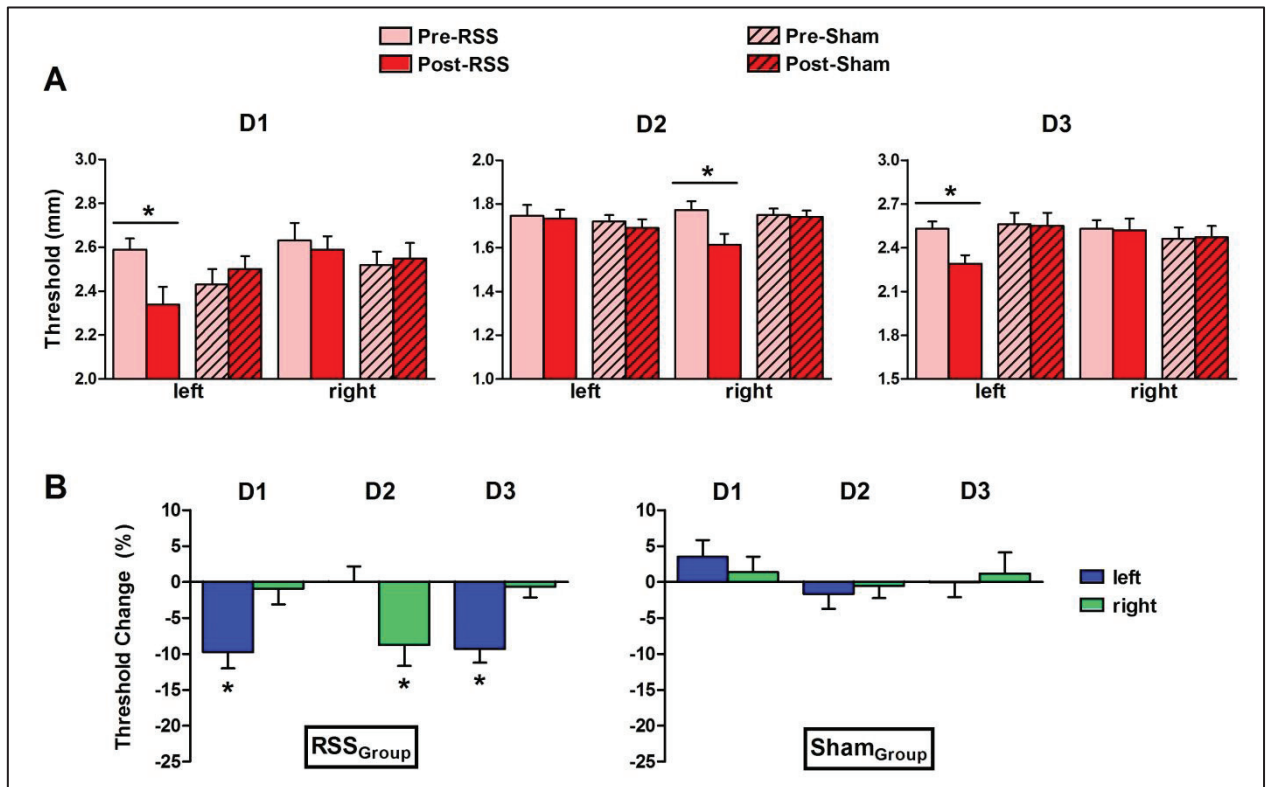 Pre-RSS Pre-Sham
Post-RSS Post-Sham
A
D1 D2 D3
Threshold (mm)
3.0 2.0 3.0
2.8 1.8 2.7
2.6 1.6 2.4
2.4 1.4 2.1
2.2 1.2 1.8
2.0 1.0 1.5
* * *
left right left right left right
B
D1 D2 D3 D1 D2 D3
Threshold Change (%)
10 10
5 5
0 0
-5 -5
-10 -10
-15 -15
-20 -20
-25 -25
* * *
left
right
RSSGroup ShamGroup